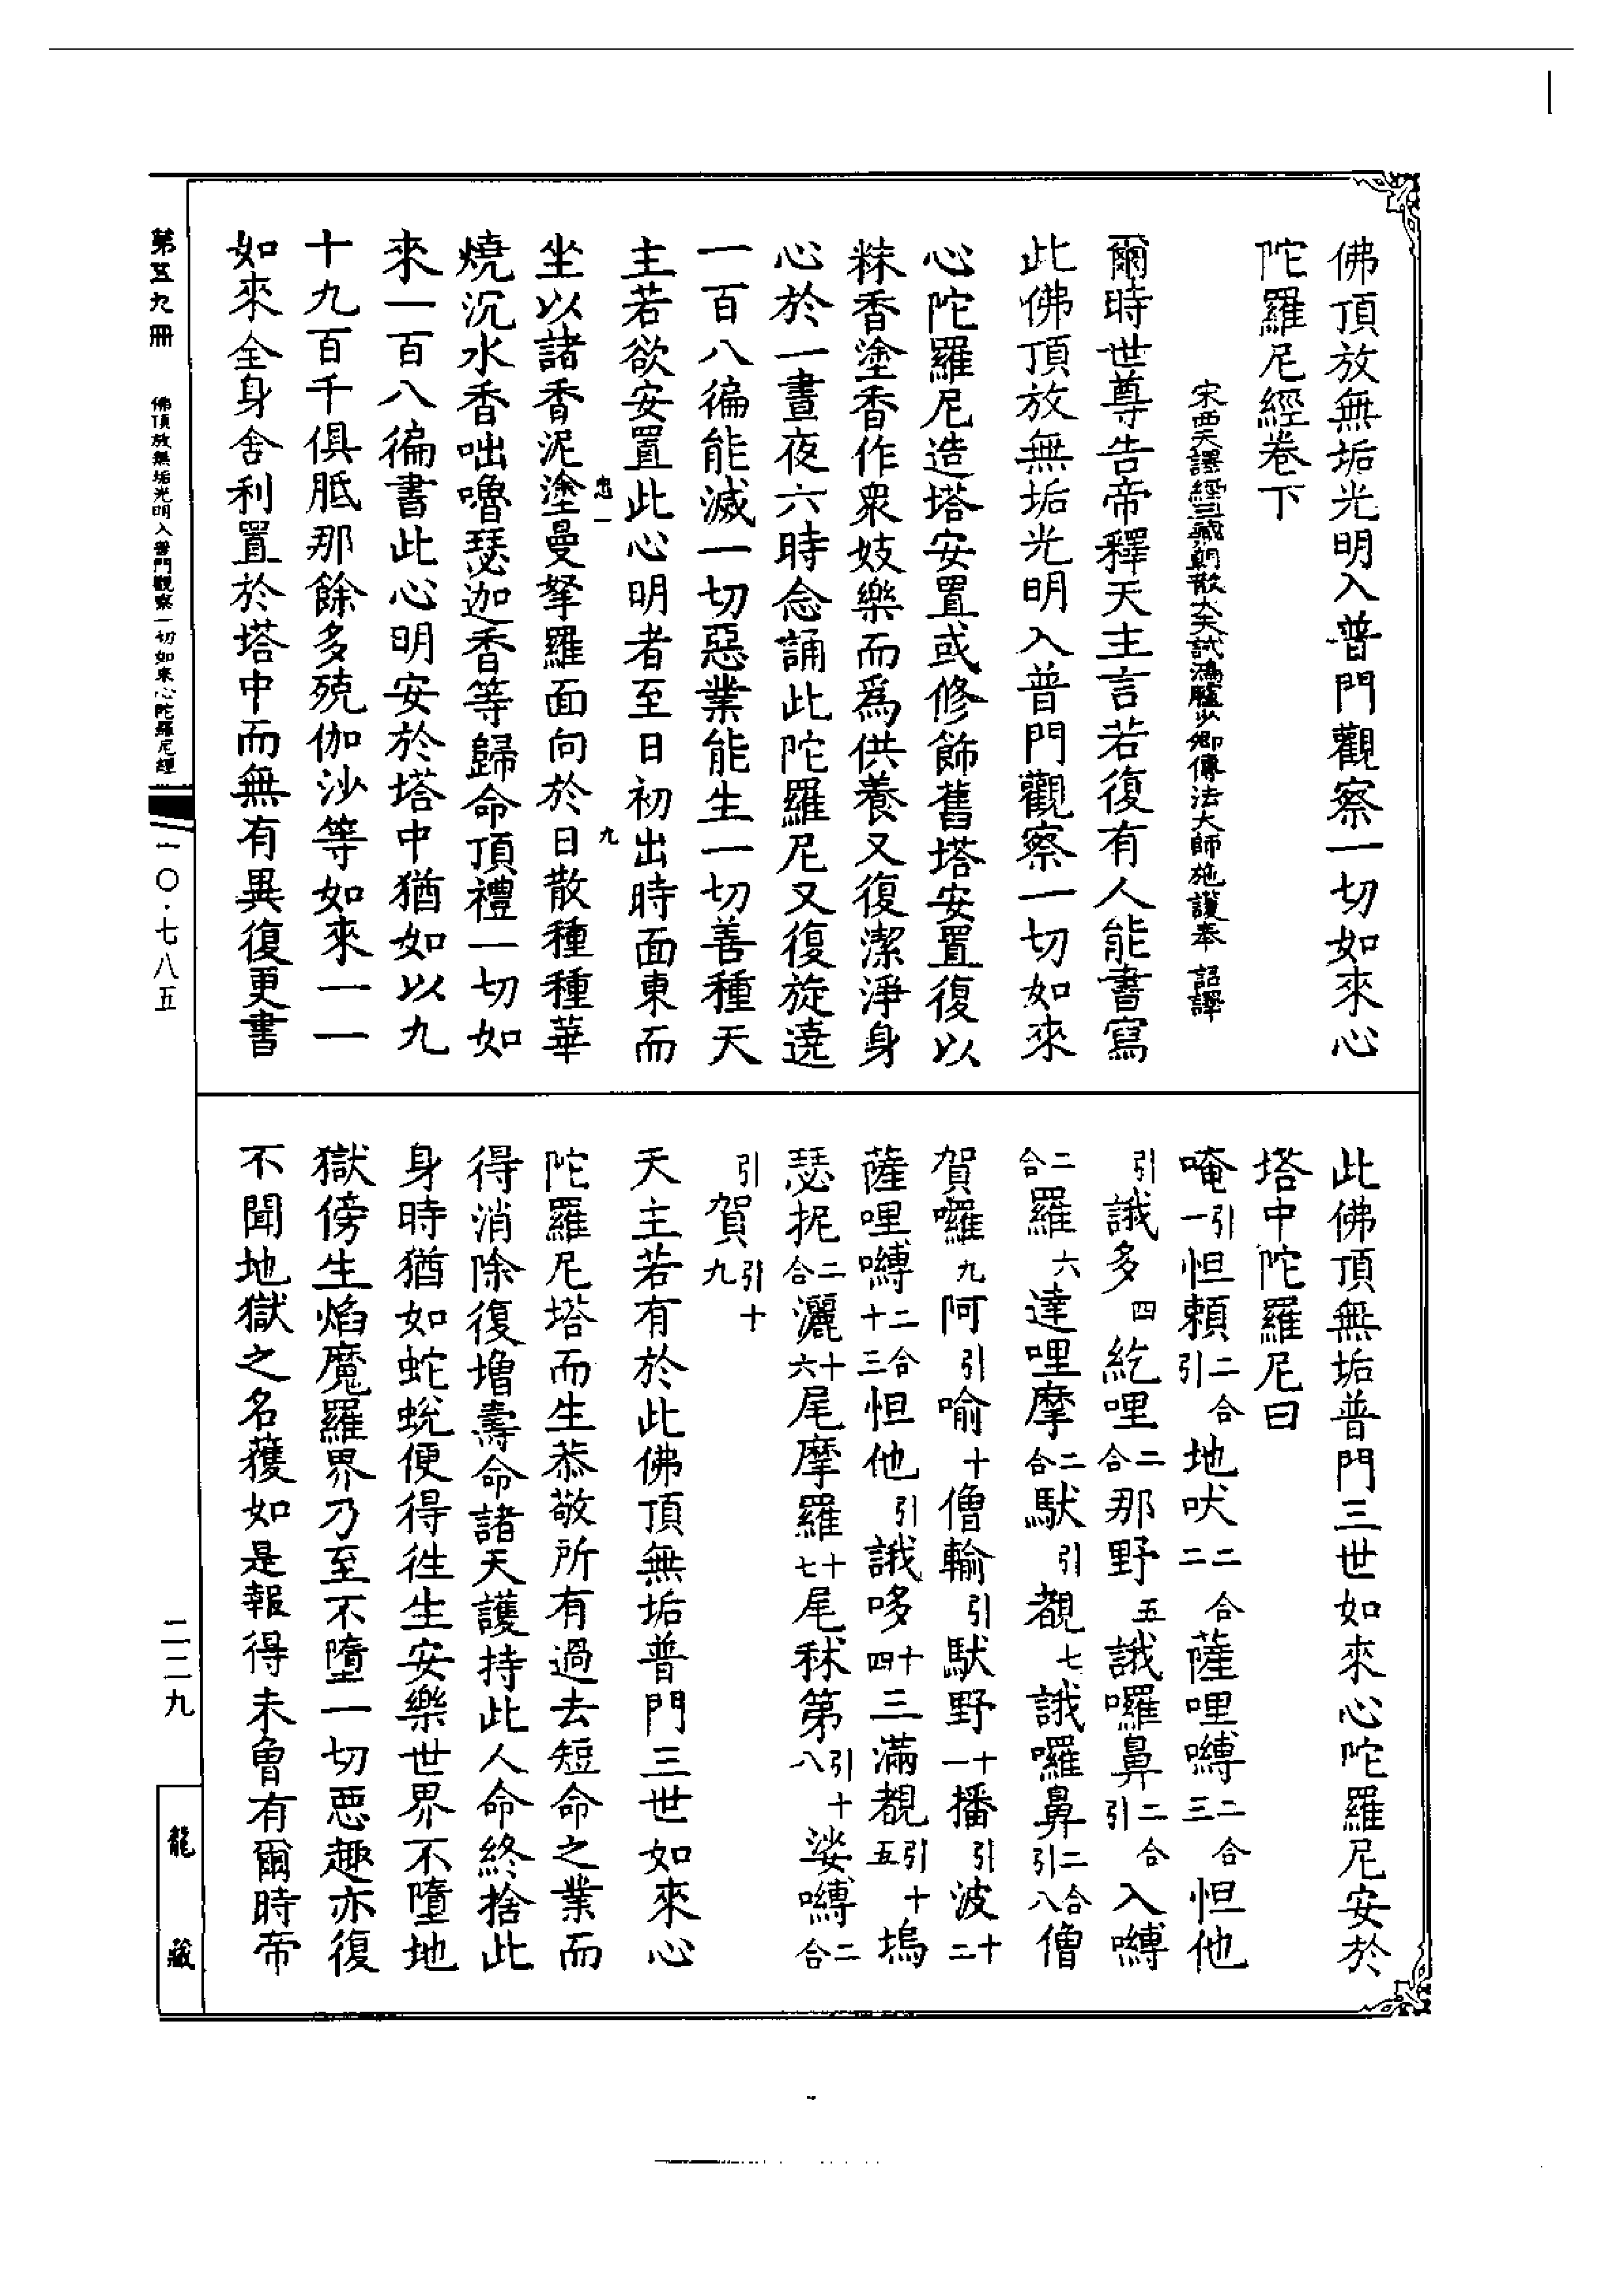 佛頂放無垢光明入普門觀察一切如來心
陀羅尼經卷下
宋西天譯經三藏朝散大夫試鴻臚少卿傳法大師施護奉 詔譯
爾時世尊告帝釋天主言若復有人能書寫
此佛頂放無垢光明入普門觀察一切如來
心陀羅尼造塔安置或修飾舊塔安置復以
粖香塗香作衆妓樂而爲供養又復潔淨身
心於一晝夜六時念誦此陀羅尼又復旋遶
一百八徧能滅一切惡業能生一切善種天
主若欲安置此心明者至日初出時面東而
忠一 九
坐以諸香泥塗曼拏羅面向於日散種種華
燒沉水香咄嚕瑟迦香等歸命頂禮一切如
來一百八徧書此心明安於塔中猶如以九
十九百千俱胝那餘多殑伽沙等如來一一
如來全身舍利置於塔中而無有異復更書
第五九冊 佛頂放無垢光明入普門觀察一切如來心陀羅尼經 一〇·七八五
此佛頂無垢普門三世如來心陀羅尼安於
塔中陀羅尼曰
唵引一怛頼二合引地吠二合二薩哩嚩二合三怛他
引誐多四紇哩二合那野五誐囉鼻二合引入嚩
二合羅六達哩摩二合馱引覩七誐囉鼻二合引八僧
賀囉九阿引喻十僧輸引馱野十一播引波十二
薩哩嚩二合十三怛他引誐哆十四三滿覩引十五塢
瑟抳二合灑十六尾摩羅十七尾秫第引十八娑嚩二合
引賀引十九
天主若有於此佛頂無垢普門三世如來心
陀羅尼塔而生恭敬所有過去短命之業而
得消除復增壽命諸天護持此人命終捨此
身時猶如蛇蛻便得徃生安樂世界不墮地
獄傍生焰魔羅界乃至不墮一切惡趣亦復
不聞地獄之名獲如是報得未曾有爾時帝
二二九
龍藏